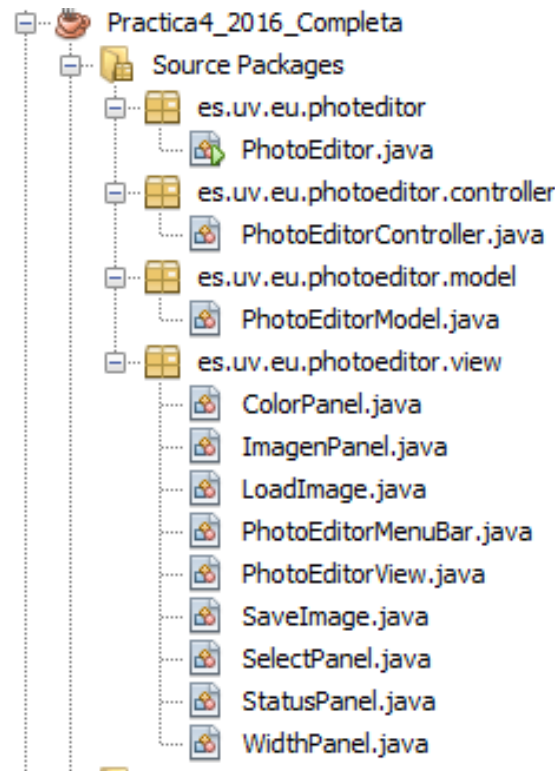 Practica4_2016_Completa
Source Packages
es.uv.eu.photeditor
PhotoEditor.java
es.uv.eu.photoeditor.controller
PhotoEditorController.java
es.uv.eu.photoeditor.model
PhotoEditorModel.java
es.uv.eu.photoeditor.view
ColorPanel.java
ImagenPanel.java
LoadImage.java
PhotoEditorMenuBar.java
PhotoEditorView.java
SaveImage.java
SelectPanel.java
StatusPanel.java
WidthPanel.java